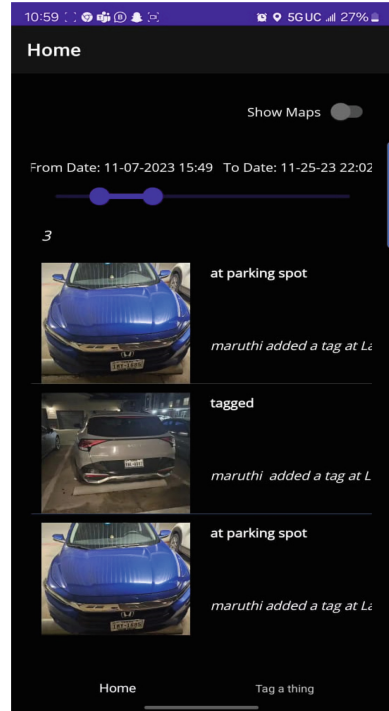 10:59 5G UC 27%
Home
Show Maps
From Date: 11-07-2023 15:49 To Date: 11-25-23 22:02
3
at parking spot
maruthi added a tag at La
tagged
maruthi added a tag at L
at parking spot
maruthi added a tag at La
Home Tag a thing